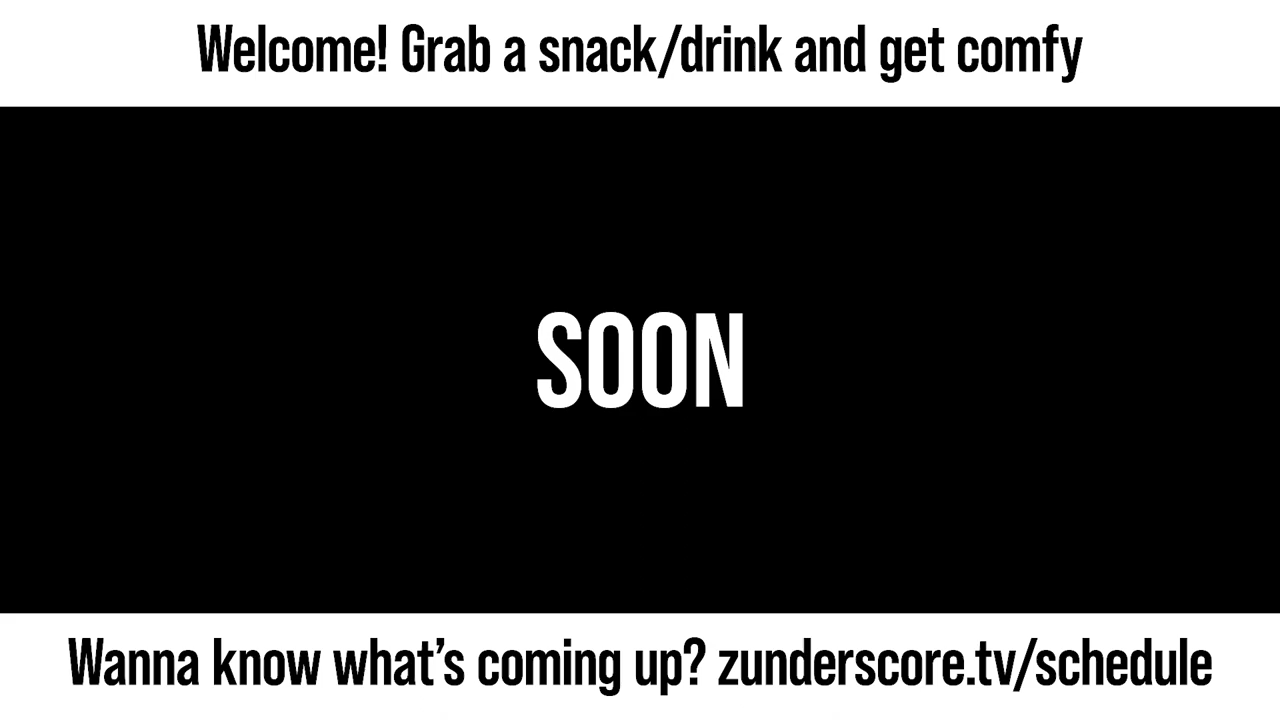 Welcome! Grab a snack/drink and get comfy
SOON
Wanna know what’s coming up? zunderscore.tv/schedule